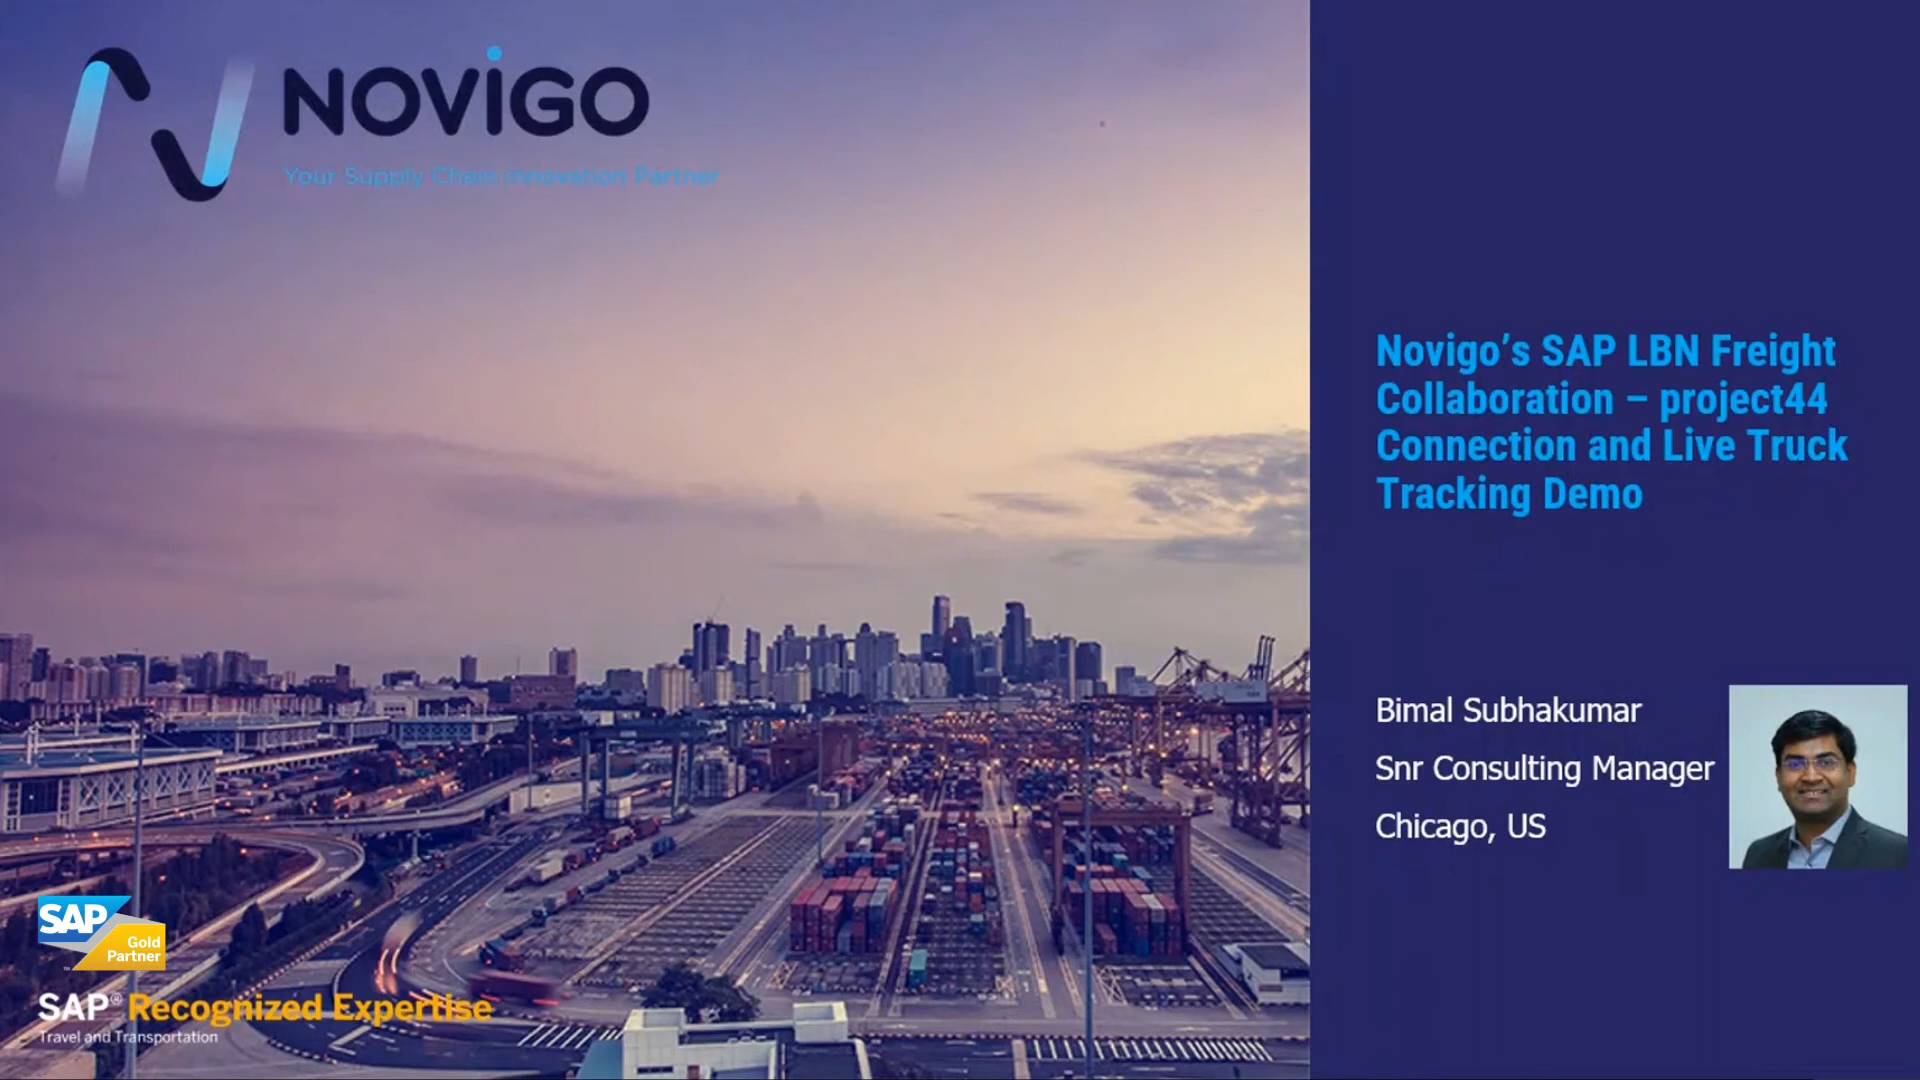 NOVIGO
Your Supply Chain Innovation Partner
Novigo’s SAP LBN Freight
Collaboration – project44
Connection and Live Truck
Tracking Demo
Bimal Subhakumar
Snr Consulting Manager
Chicago, US
SAP
Gold
Partner
SAP® Recognized Expertise
Travel and Transportation